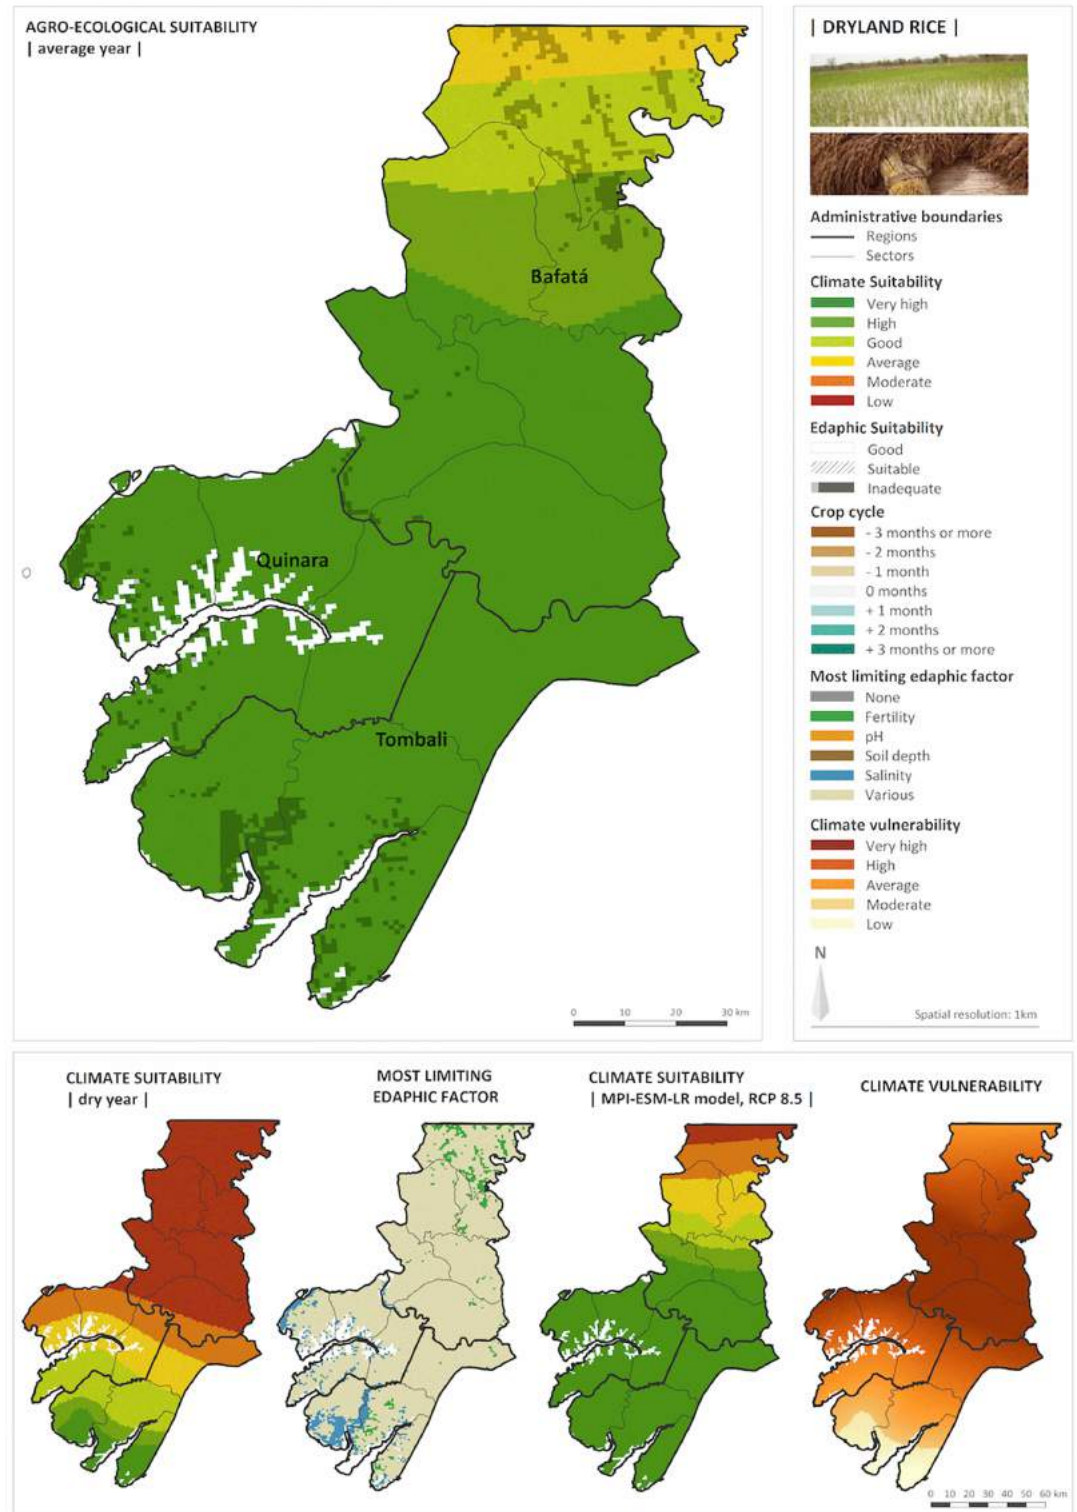 AGRO-ECOLOGICAL SUITABILITY
| average year |
Bafatá
Quinara
Tombali
0 10 20 30 km
| DRYLAND RICE |
Administrative boundaries
Regions
Sectors
Climate Suitability
Very high
High
Good
Average
Moderate
Low
Edaphic Suitability
Good
Suitable
Inadequate
Crop cycle
- 3 months or more
- 2 months
- 1 month
0 months
+ 1 month
+ 2 months
+ 3 months or more
Most limiting edaphic factor
None
Fertility
pH
Soil depth
Salinity
Various
Climate vulnerability
Very high
High
Average
Moderate
Low
N
Spatial resolution: 1km
CLIMATE SUITABILITY
| dry year |
MOST LIMITING
EDAPHIC FACTOR
CLIMATE SUITABILITY
| MPI-ESM-LR model, RCP 8.5 |
CLIMATE VULNERABILITY
0 10 20 30 40 50 60 km